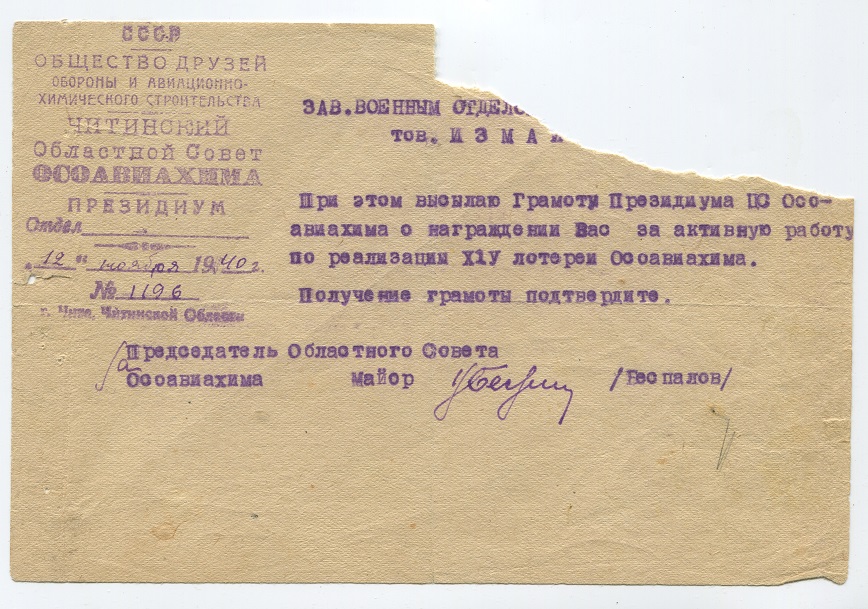 СССР
ОБЩЕСТВО ДРУЗЕЙ
ОБОРОНЫ И АВИАЦИОННО-
ХИМИЧЕСКОГО СТРОИТЕЛЬСТВА
ЧИТИНСКИЙ
Областной Совет
ОСОАВИАХИМА
ПРЕЗИДИУМ
Отдел
"12" ноября 1940 г.
№ 1196
г. Чита, Читинской Области
ЗАВ.ВОЕННЫМ ОТДЕЛО
тов. И З М А
При этом высылаю Грамоту Президиума ЦС Осо-
авиахима о награждении Вас за активную работу
по реализации Х1У лотереи Осоавиахима.
Получение грамоты подтвердите.
Председатель Областного Совета
Осоавиахима Майор /Беспалов/